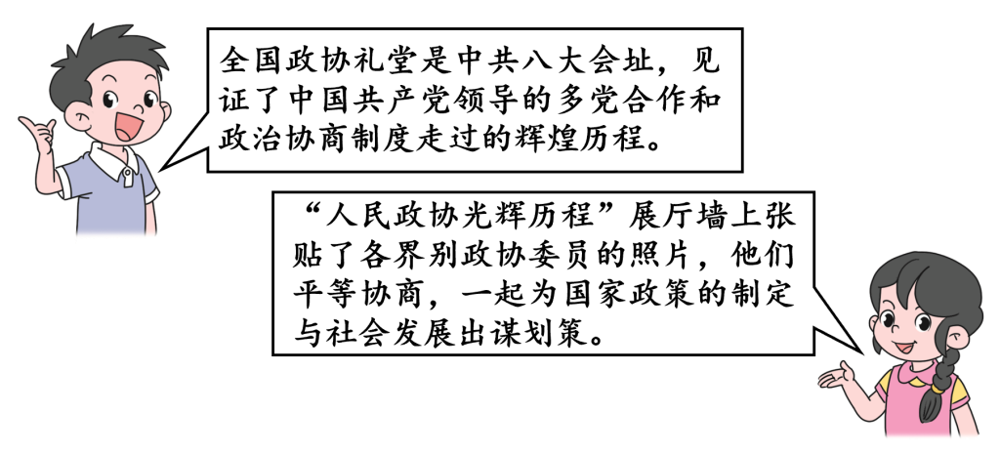 全国政协礼堂是中共八大会址，见
证了中国共产党领导的多党合作和
政治协商制度走过的辉煌历程。
“人民政协光辉历程”展厅墙上张
贴了各界别政协委员的照片，他们
平等协商，一起为国家政策的制定
与社会发展出谋划策。